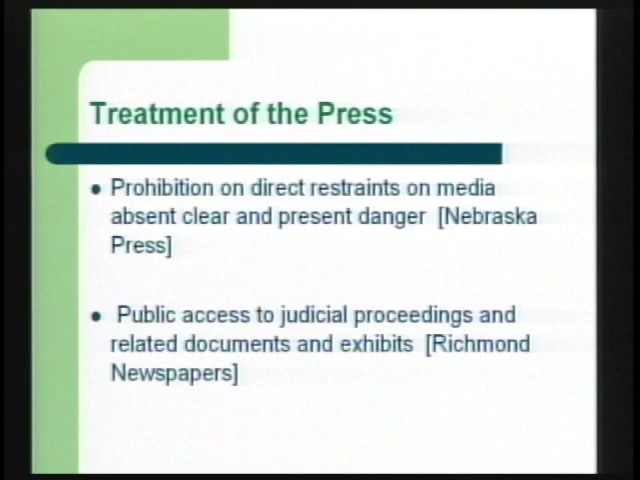 Treatment of the Press
● Prohibition on direct restraints on media
absent clear and present danger [Nebraska
Press]
● Public access to judicial proceedings and
related documents and exhibits [Richmond
Newspapers]